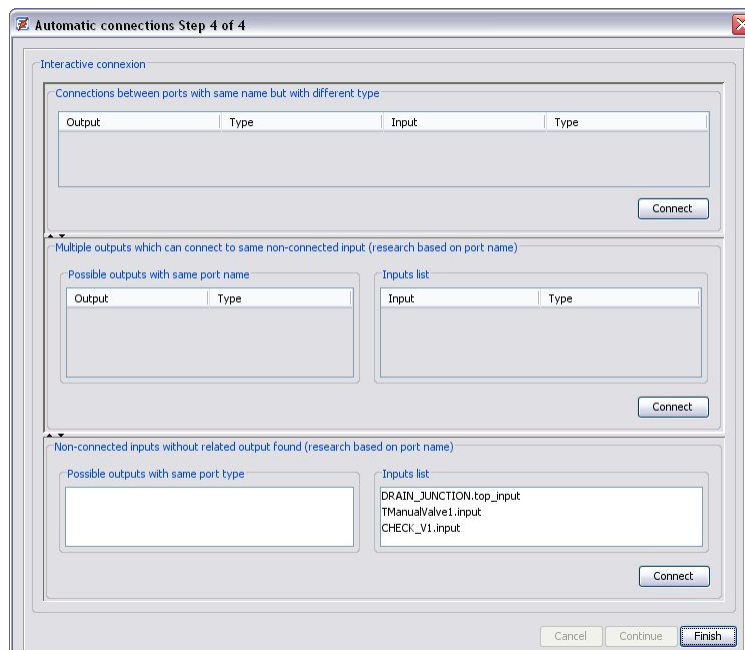 Automatic connections Step 4 of 4
Interactive connexion
Connections between ports with same name but with different type
Output Type Input Type
Connect
Multiple outputs which can connect to same non-connected input (research based on port name)
Possible outputs with same port name Inputs list
Output Type Input Type
Connect
Non-connected inputs without related output found (research based on port name)
Possible outputs with same port type Inputs list
DRAIN_JUNCTION.top_input
TManualValve1.input
CHECK_V1.input
Connect
Cancel Continue Finish